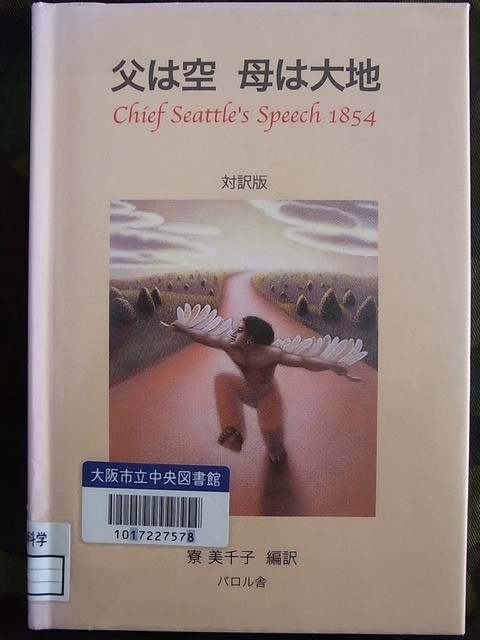 父は空 母は大地
Chief Seattle's Speech 1854
対訳版
大阪市立中央図書館
1017227578
科学
寮 美千子 編訳
パロル舎